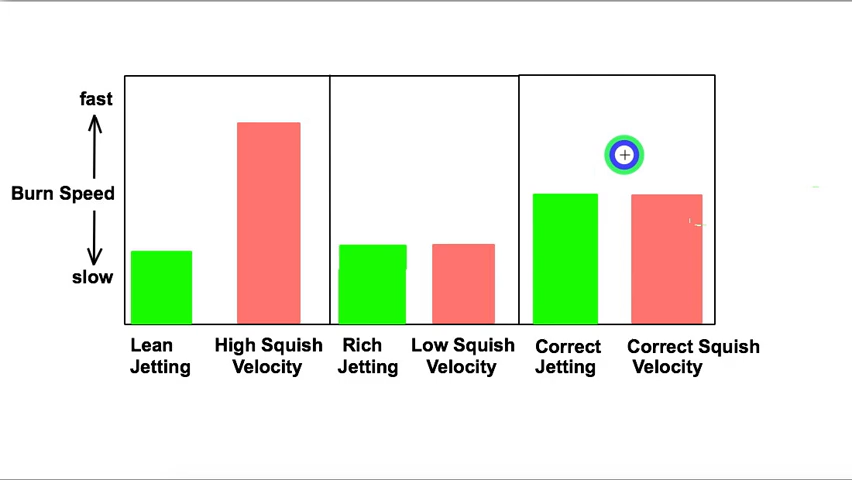 fast
Burn Speed
slow
Lean
Jetting
High Squish
Velocity
Rich
Jetting
Low Squish
Velocity
Correct
Jetting
Correct Squish
Velocity